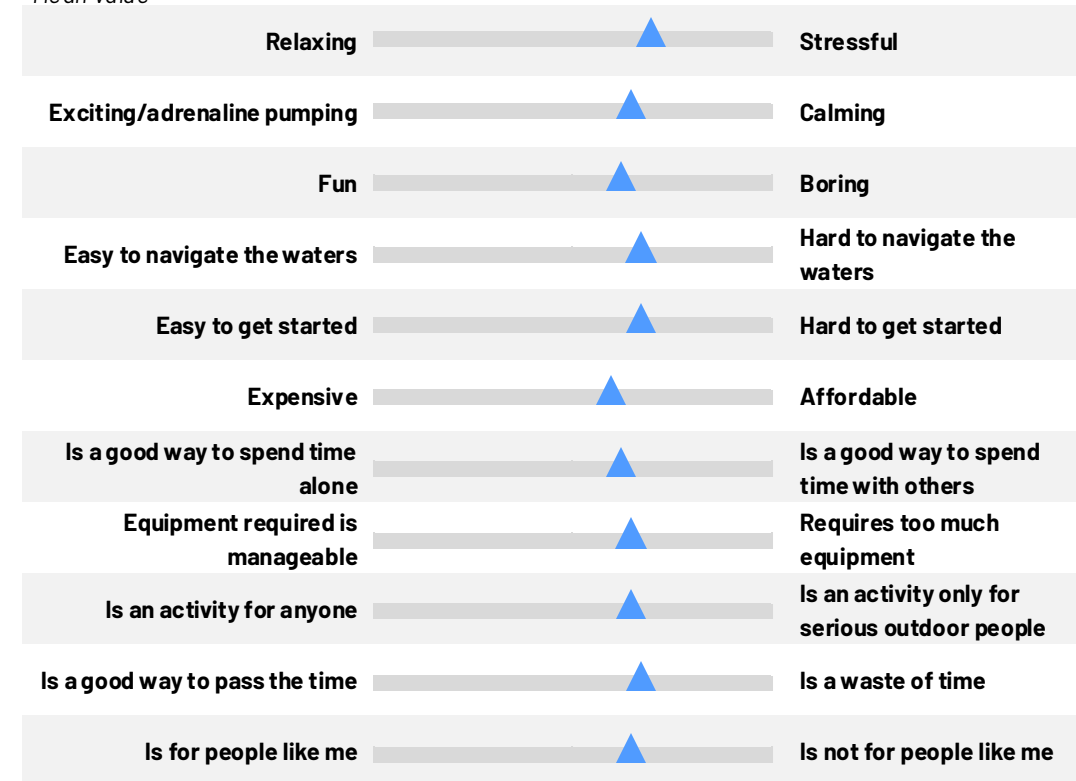 Mean Value
Relaxing
Stressful
Exciting/adrenaline pumping
Calming
Fun
Boring
Easy to navigate the waters
Hard to navigate the
waters
Easy to get started
Hard to get started
Expensive
Affordable
Is a good way to spend time
alone
Is a good way to spend
time with others
Equipment required is
manageable
Requires too much
equipment
Is an activity for anyone
Is an activity only for
serious outdoor people
Is a good way to pass the time
Is a waste of time
Is for people like me
Is not for people like me